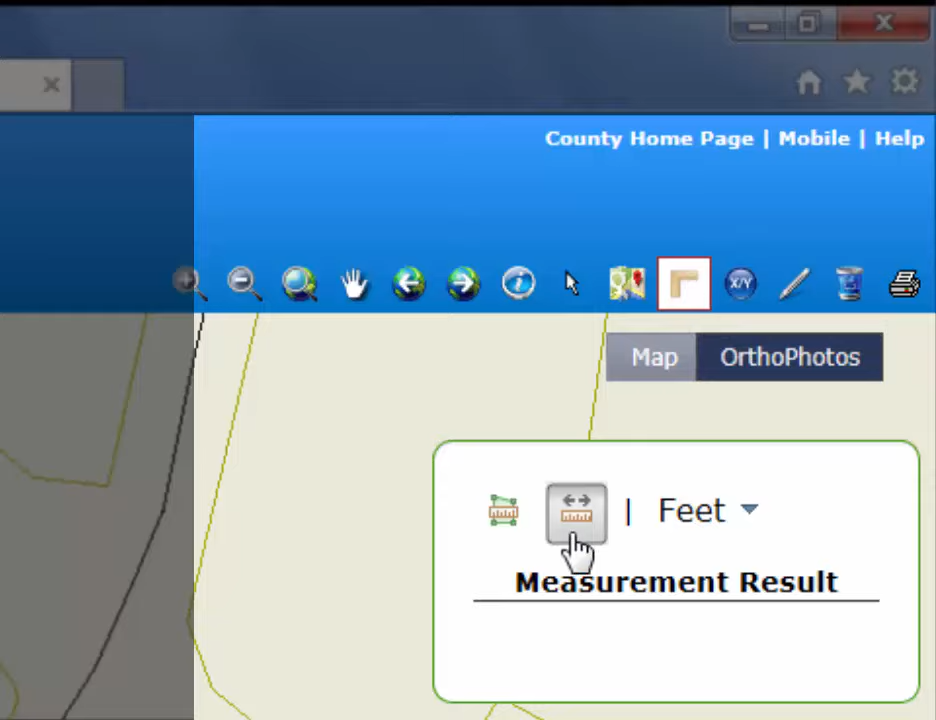 County Home Page | Mobile | Help
X/Y
Map OrthoPhotos
| Feet
Measurement Result